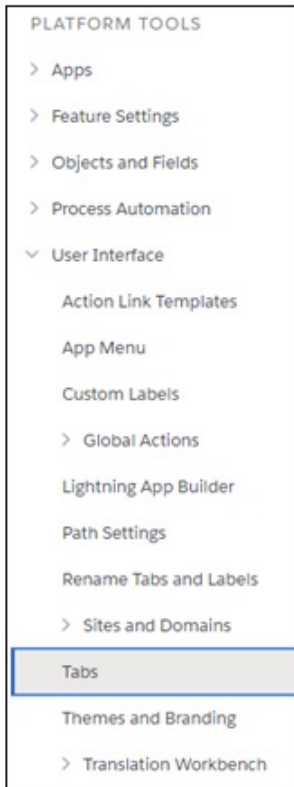 PLATFORM TOOLS
Apps
Feature Settings
Objects and Fields
Process Automation
User Interface
Action Link Templates
App Menu
Custom Labels
Global Actions
Lightning App Builder
Path Settings
Rename Tabs and Labels
Sites and Domains
Tabs
Themes and Branding
Translation Workbench